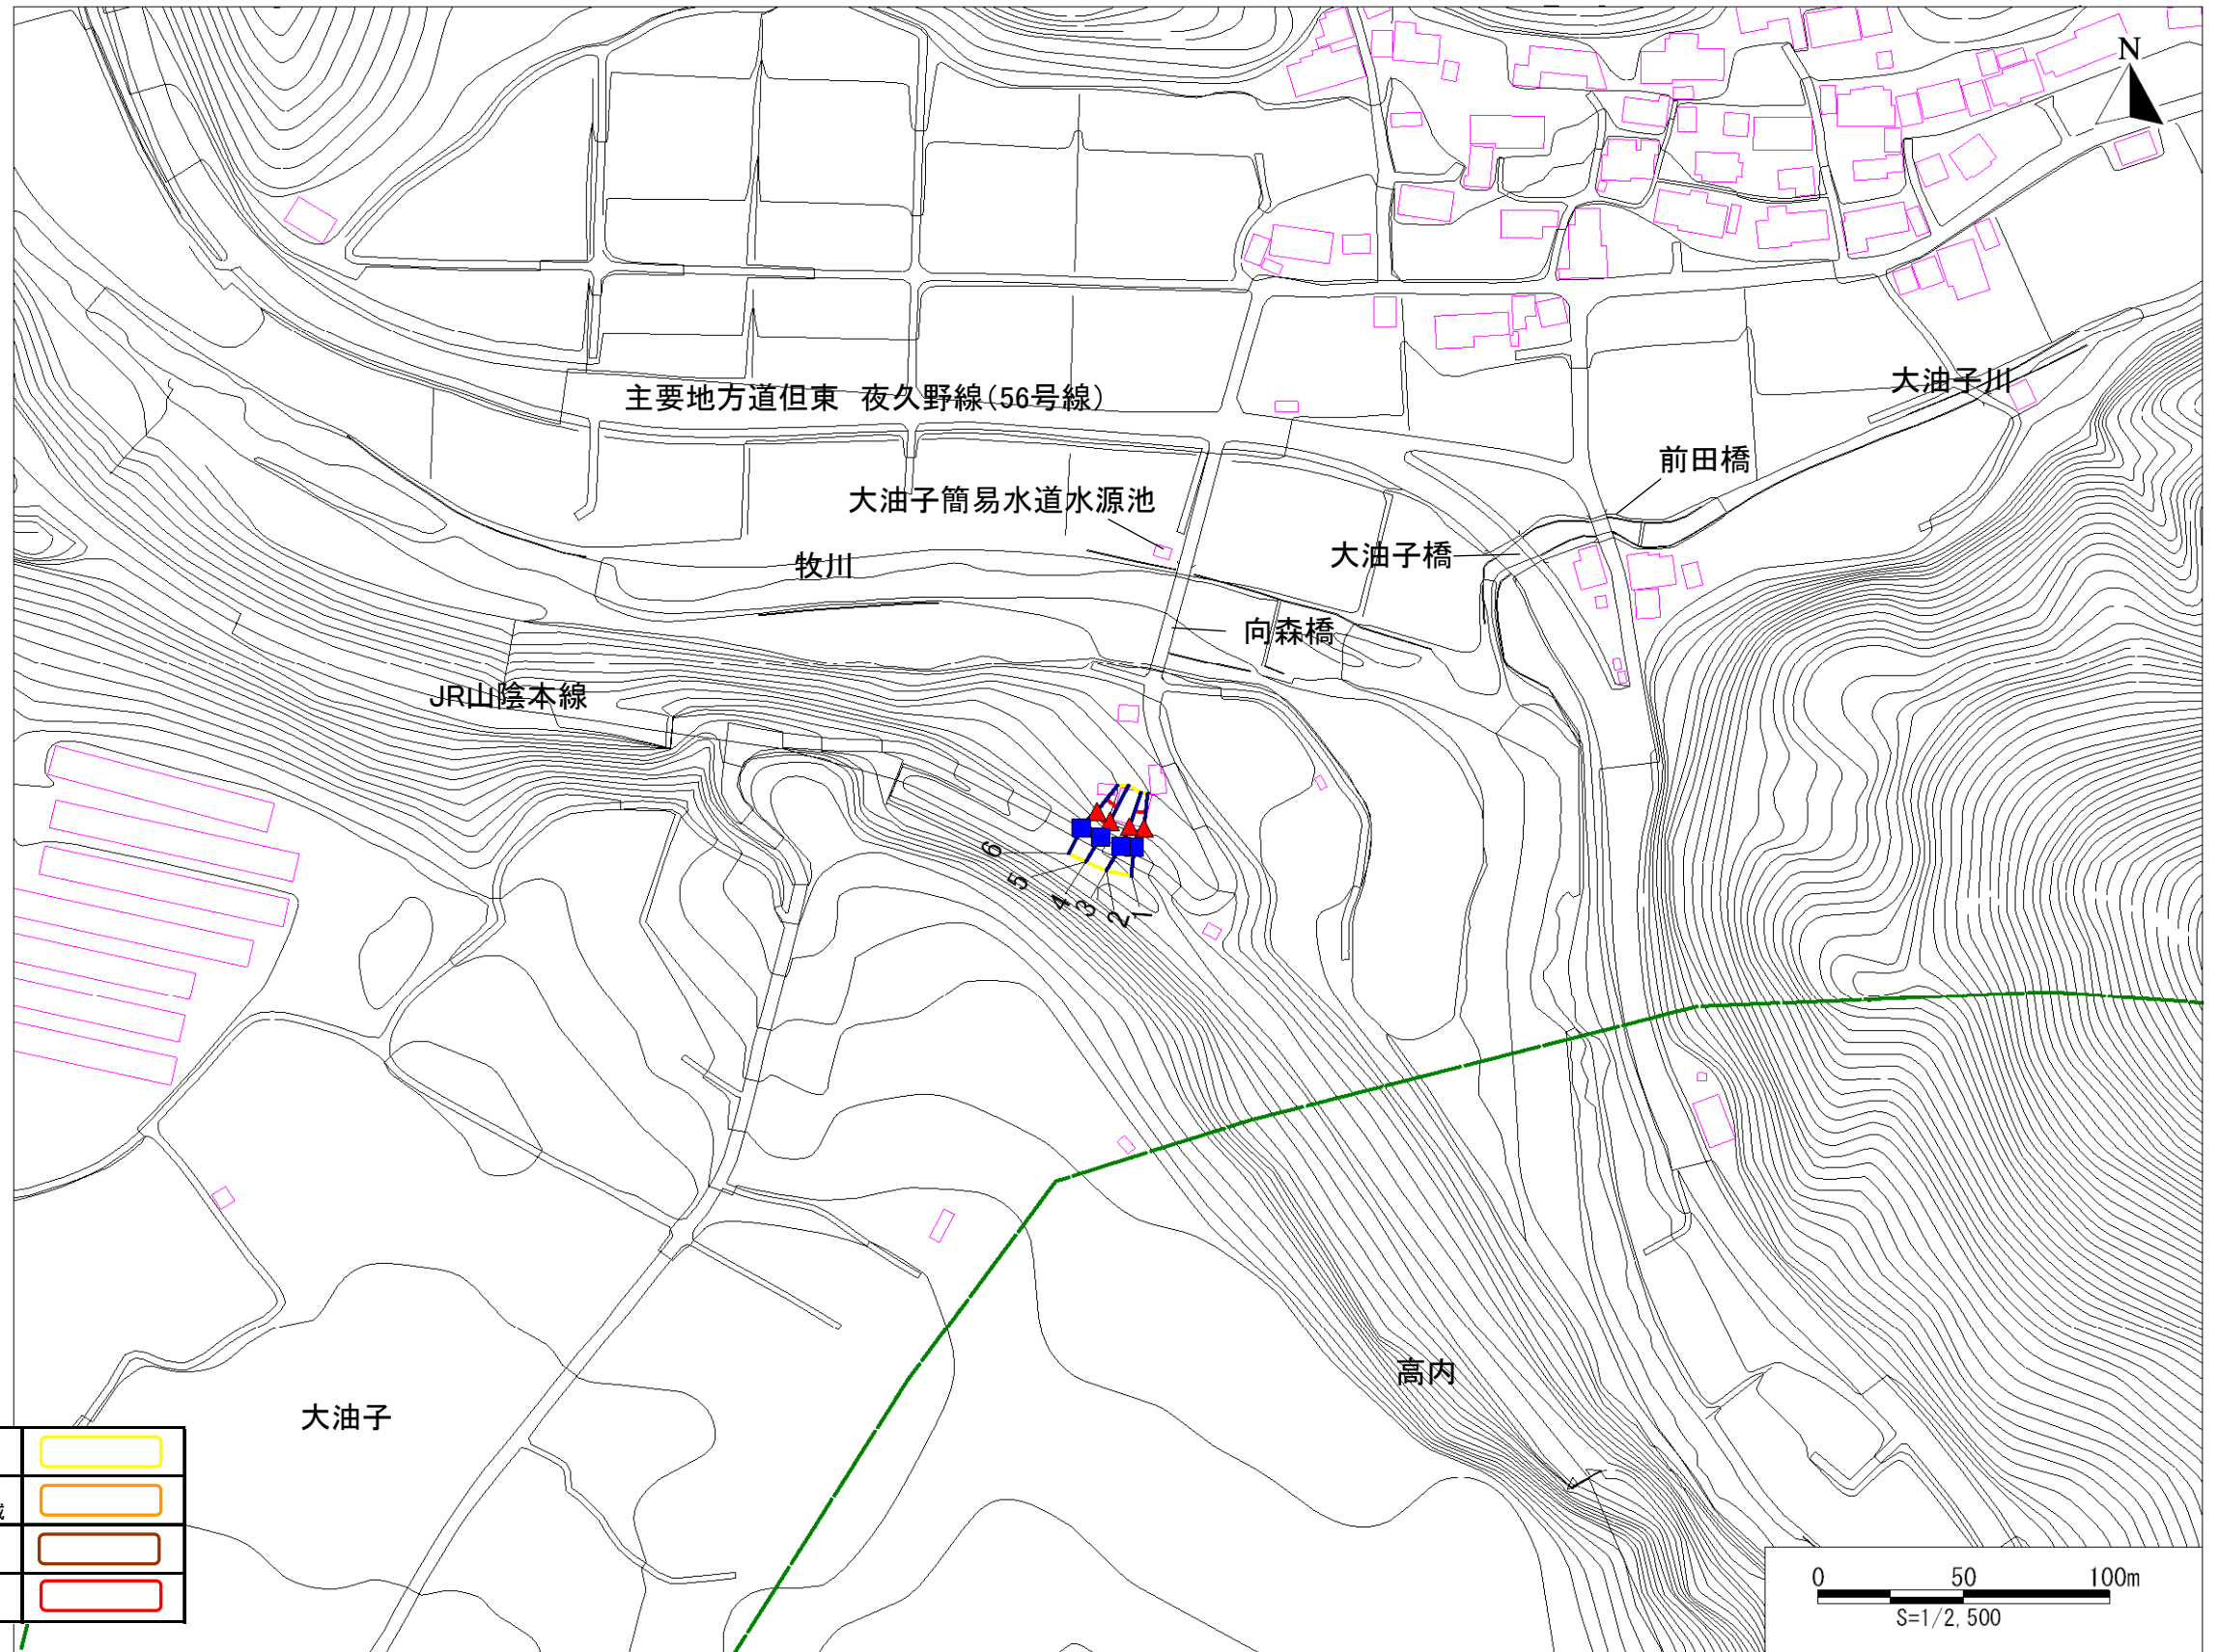 N
主要地方道但東 夜久野線(56号線)
大油子川
前田橋
大油子簡易水道水源池
大油子橋
牧川
向森橋
JR山陰本線
6
5
4
3
2
1
高内
大油子
域
0 50 100m
S=1/2,500